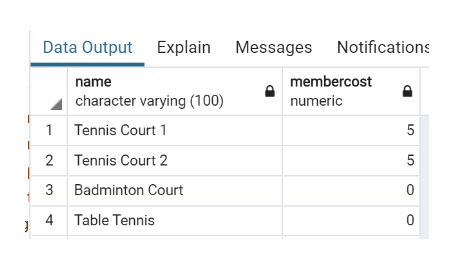 Data Output Explain Messages Notifications
name membercost
character varying (100) numeric
1 Tennis Court 1 5
2 Tennis Court 2 5
3 Badminton Court 0
4 Table Tennis 0